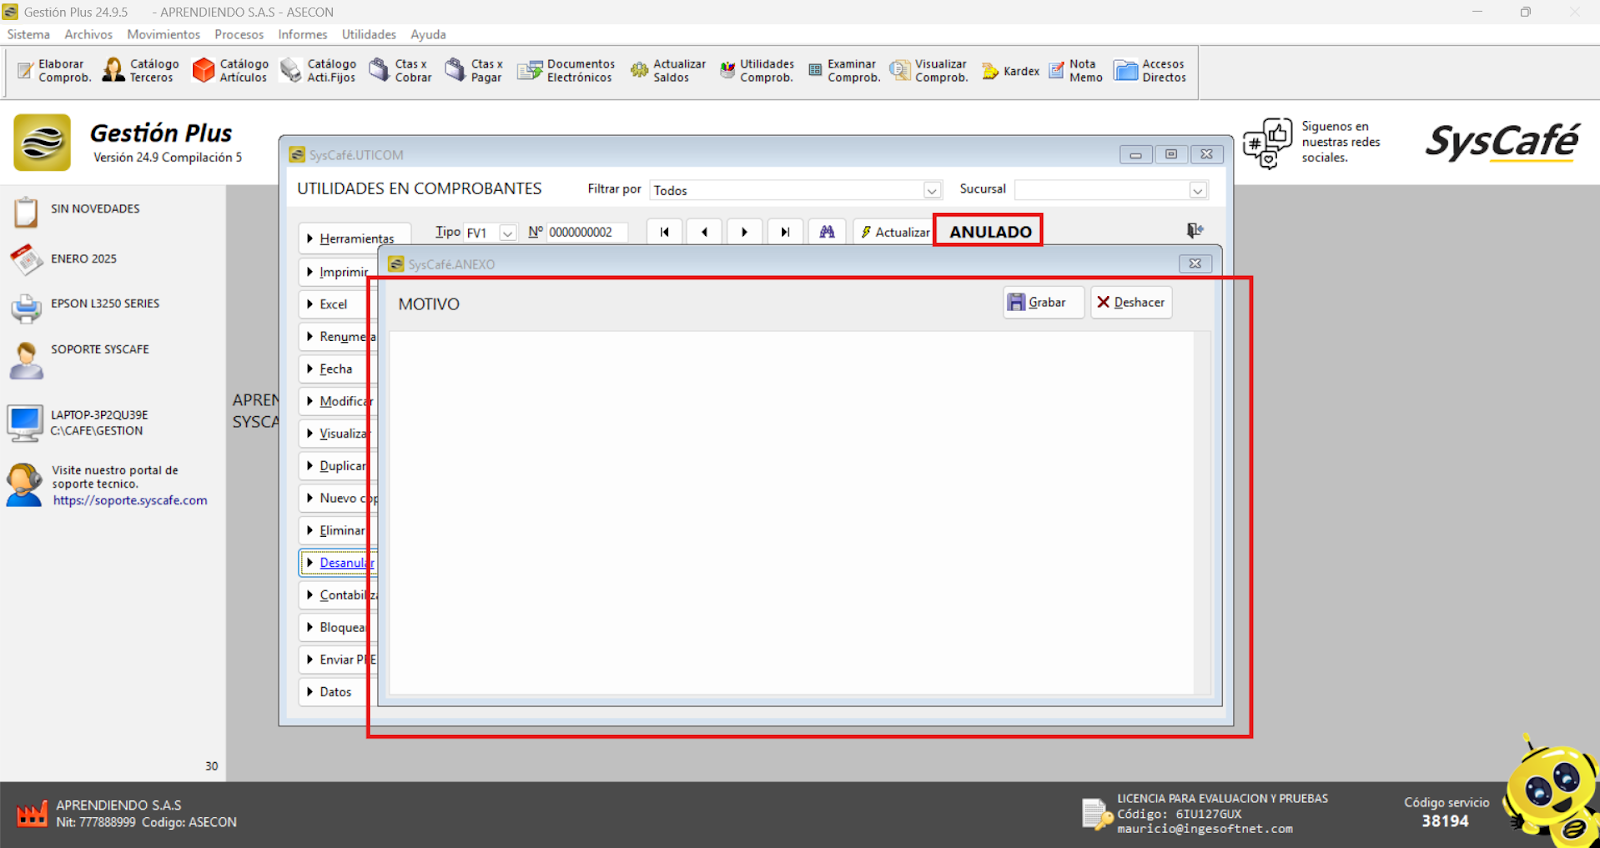 Gestión Plus 24.9.5 - APRENDIENDO S.A.S - ASECON
Sistema Archivos Movimientos Procesos Informes Utilidades Ayuda
Elaborar Comprob.
Catálogo Terceros
Catálogo Artículos
Catálogo Acti.Fijos
Ctas x Cobrar
Ctas x Pagar
Documentos Electrónicos
Actualizar Saldos
Utilidades Comprob.
Examinar Comprob.
Visualizar Comprob.
Kardex
Nota Memo
Accesos Directos
Gestión Plus
Versión 24.9 Compilación 5
Siguenos en
nuestras redes
sociales.
SysCafé
SIN NOVEDADES
ENERO 2025
EPSON L3250 SERIES
SOPORTE SYSCAFE
LAPTOP-3P2QU39E
C:\CAFE\GESTION
Visite nuestro portal de
soporte tecnico.
https://soporte.syscafe.com
30
APREN
SYSCA
SysCafé.UTICOM
UTILIDADES EN COMPROBANTES Filtrar por Todos Sucursal
Tipo FV1 Nº 0000000002 Actualizar ANULADO
Herramientas
Imprimir
Excel
Renumera
Fecha
Modificar
Visualizar
Duplicar
Nuevo cop
Eliminar
Desanular
Contabiliza
Bloquear
Enviar PRE
Datos
SysCafé.ANEXO
MOTIVO Grabar Deshacer
APRENDIENDO S.A.S
Nit: 777888999 Codigo: ASECON
LICENCIA PARA EVALUACION Y PRUEBAS
Código: 6IU127GUX
mauricio@ingesoftnet.com
Código servicio
38194